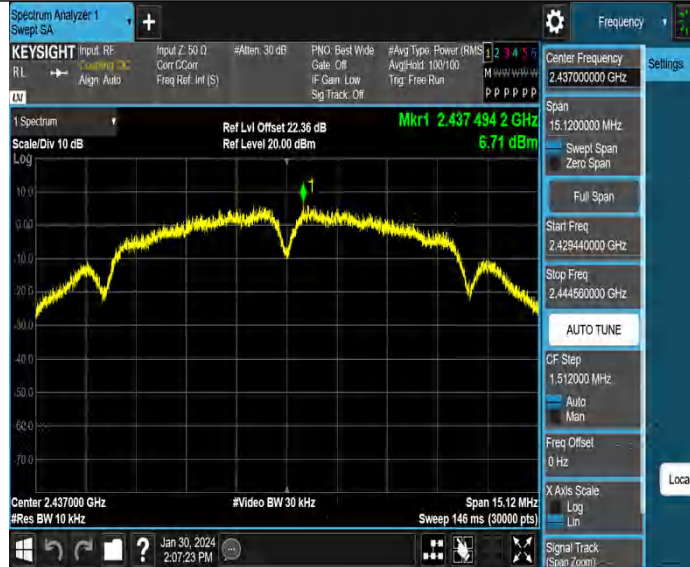 Spectrum Analyzer 1
Swept SA
+
Frequency
KEYSIGHT
RL
Input: RF
Coupling: DC
Align: Auto
Input Z: 50 Ω
Corr CCorr
Freq Ref: Int (S)
#Atten: 30 dB
PNO: Best Wide
Gate: Off
IF Gain: Low
Sig Track: Off
#Avg Type: Power (RMS
Avg|Hold: 100/100
Trig: Free Run
1 2 3 4 5 6
M W W W W W
P P P P P P
LXI
1 Spectrum
Scale/Div 10 dB
Log
Ref Lvl Offset 22.36 dB
Ref Level 20.00 dBm
Mkr1 2.437 494 2 GHz
6.71 dBm
1
10.0
0.00
-10.0
-20.0
-30.0
-40.0
-50.0
-60.0
-70.0
Center 2.437000 GHz
#Res BW 10 kHz
#Video BW 30 kHz
Span 15.12 MHz
Sweep 146 ms (30000 pts)
Jan 30, 2024
2:07:23 PM
?
Center Frequency
2.437000000 GHz
Span
15.1200000 MHz
Swept Span
Zero Span
Full Span
Start Freq
2.429440000 GHz
Stop Freq
2.444560000 GHz
AUTO TUNE
CF Step
1.512000 MHz
Auto
Man
Freq Offset
0 Hz
X Axis Scale
Log
Lin
Signal Track
(Span Zoom)
Settings
Loca